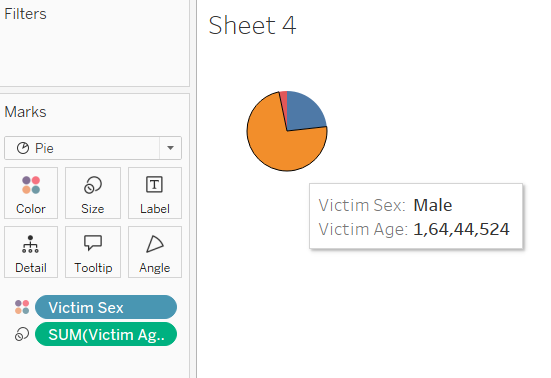 Filters
Marks
Pie
Color
Size
Label
Detail
Tooltip
Angle
Victim Sex
SUM(Victim Ag..
Sheet 4
Victim Sex: Male
Victim Age: 1,64,44,524